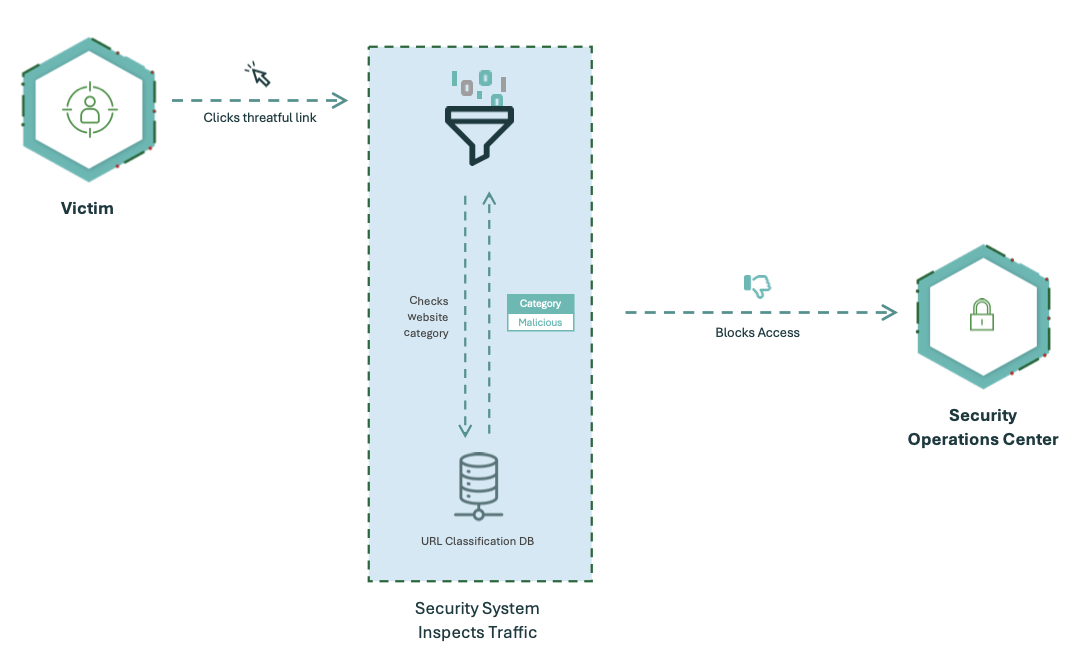 Clicks threatful link
Victim
Checks
website
category
Category
Malicious
URL Classification DB
Security System
Inspects Traffic
Blocks Access
Security
Operations Center